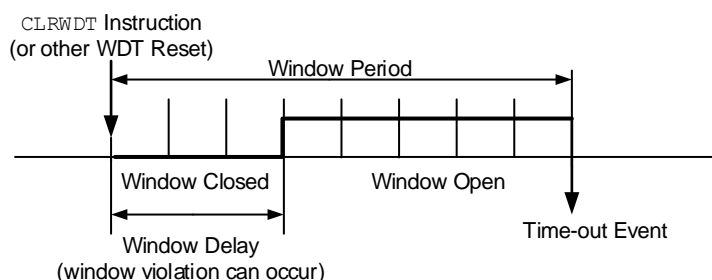 CLRWDT Instruction
(or other WDT Reset)
Window Period
Window Closed
Window Open
Time-out Event
Window Delay
(window violation can occur)